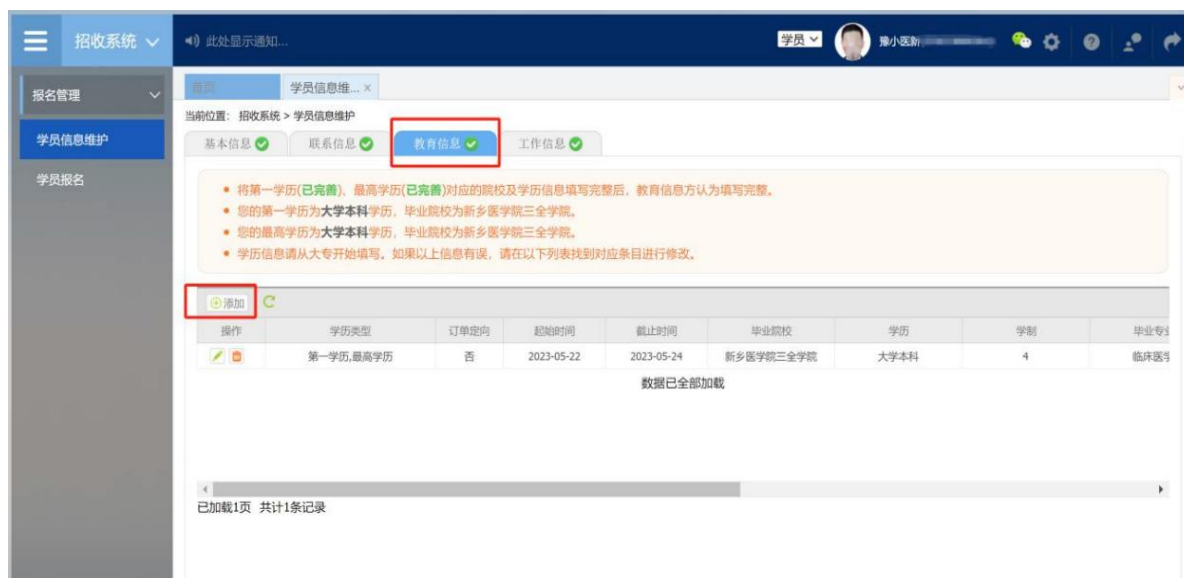 招收系统 此处显示通知... 学员 豫小医新
报名管理 首页 学员信息维... ×
当前位置： 招收系统 > 学员信息维护
学员信息维护 基本信息 联系信息 教育信息 工作信息
学员报名
• 将第一学历(已完善)、最高学历(已完善)对应的院校及学历信息填写完整后，教育信息方认为填写完整。
• 您的第一学历为大学本科学历，毕业院校为新乡医学院三全学院。
• 您的最高学历为大学本科学历，毕业院校为新乡医学院三全学院。
• 学历信息请从大专开始填写。如果以上信息有误，请在以下列表找到对应条目进行修改。
添加
操作 学历类型 订单定向 起始时间 截止时间 毕业院校 学历 学制 毕业专业
第一学历,最高学历 否 2023-05-22 2023-05-24 新乡医学院三全学院 大学本科 4 临床医学
数据已全部加载
已加载1页 共计1条记录